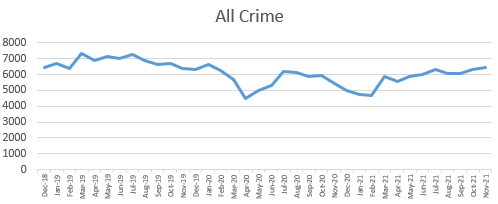 All Crime
8000
7000
6000
5000
4000
3000
2000
1000
0
Dec-18
Jan-19
Feb-19
Mar-19
Apr-19
May-19
Jun-19
Jul-19
Aug-19
Sep-19
Oct-19
Nov-19
Dec-19
Jan-20
Feb-20
Mar-20
Apr-20
May-20
Jun-20
Jul-20
Aug-20
Sep-20
Oct-20
Nov-20
Dec-20
Jan-21
Feb-21
Mar-21
Apr-21
May-21
Jun-21
Jul-21
Aug-21
Sep-21
Oct-21
Nov-21